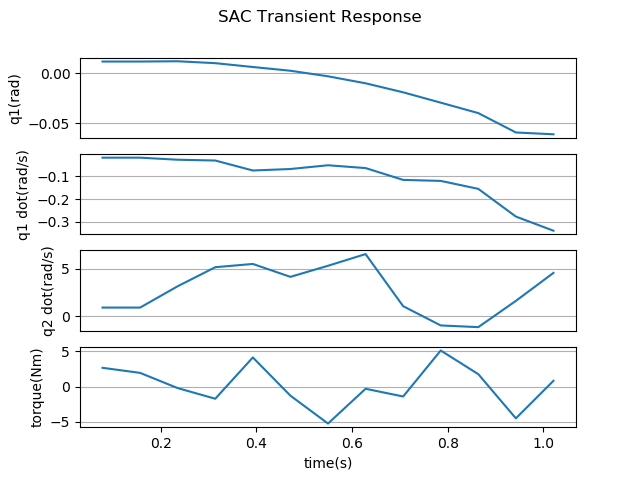 SAC Transient Response
q1(rad)
0.00
−0.05
q1 dot(rad/s)
−0.1
−0.2
−0.3
q2 dot(rad/s)
5
0
torque(Nm)
5
0
−5
0.2 0.4 0.6 0.8 1.0
time(s)